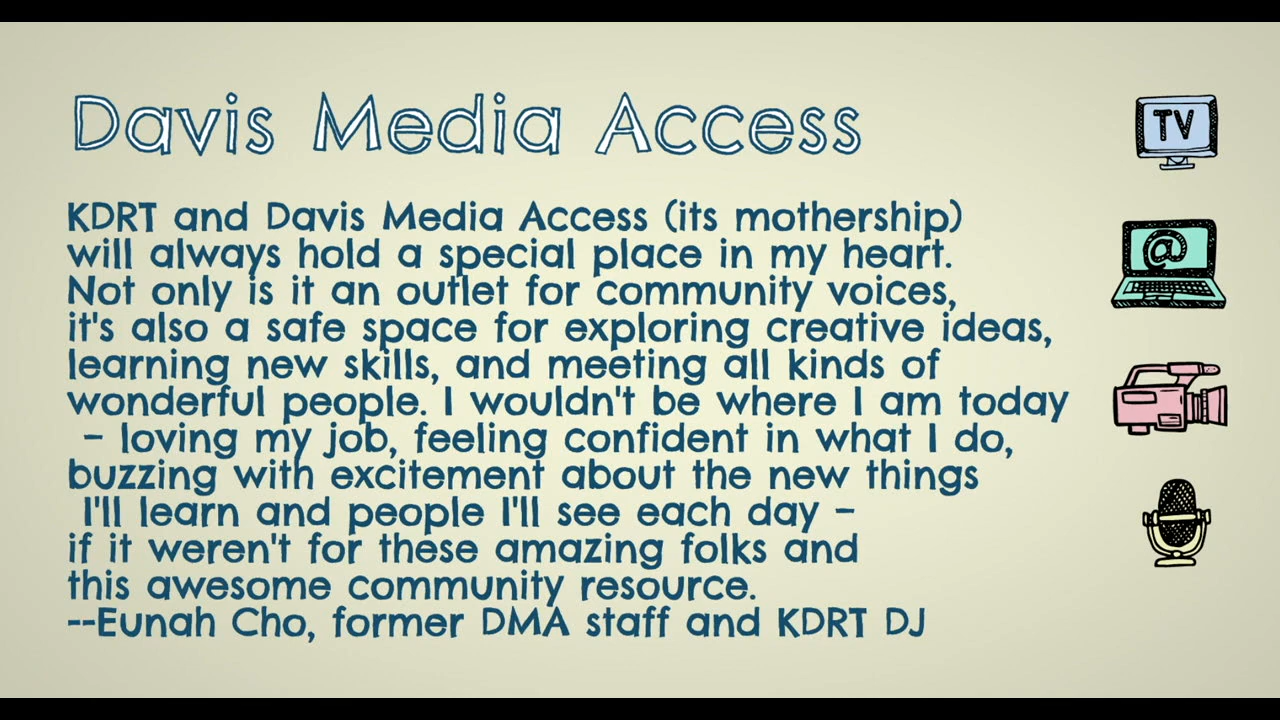 Davis Media Access
TV
KDRT and Davis Media Access (its mothership)
will always hold a special place in my heart.
@
Not only is it an outlet for community voices,
it's also a safe space for exploring creative ideas,
learning new skills, and meeting all kinds of
wonderful people. I wouldn't be where I am today
– loving my job, feeling confident in what I do,
buzzing with excitement about the new things
I'll learn and people I'll see each day –
if it weren't for these amazing folks and
this awesome community resource.
--Eunah Cho, former DMA staff and KDRT DJ